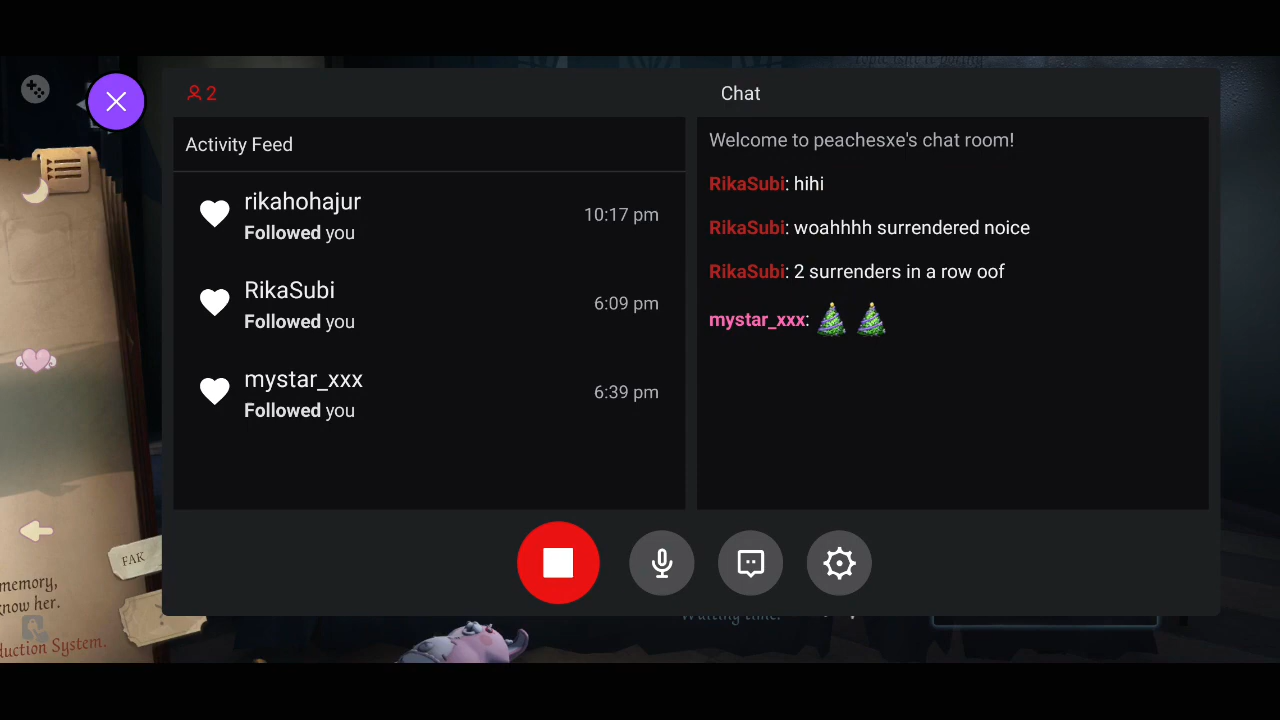 2
Chat
Activity Feed
Welcome to peachesxe's chat room!
rikahohajur
Followed you
10:17 pm
RikaSubi: hihi
RikaSubi: woahhhh surrendered noice
RikaSubi
Followed you
6:09 pm
RikaSubi: 2 surrenders in a row oof
mystar_xxx:
mystar_xxx
Followed you
6:39 pm
FAK
memory,
know her.
duction System.
Waiting time: